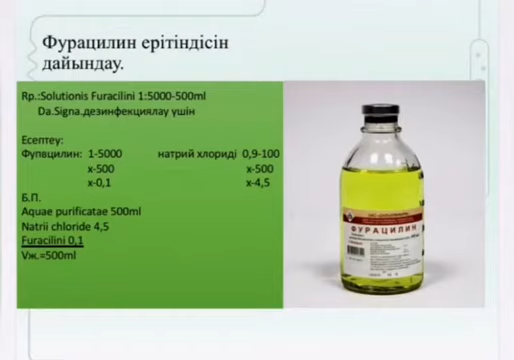 Фурацилин ерітіндісін
дайындау.
Rp.:Solutionis Furacilini 1:5000-500ml
Da.Signa.дезинфекциялау үшін
Есептеу:
Фупвцилин: 1-5000 натрий хлориді 0,9-100
x-500 x-500
x-0,1 x-4,5
Б.П.
Aquae purificatae 500ml
Natrii chloride 4,5
Furacilini 0,1
Vж.=500ml
ФУРАЦИЛИН